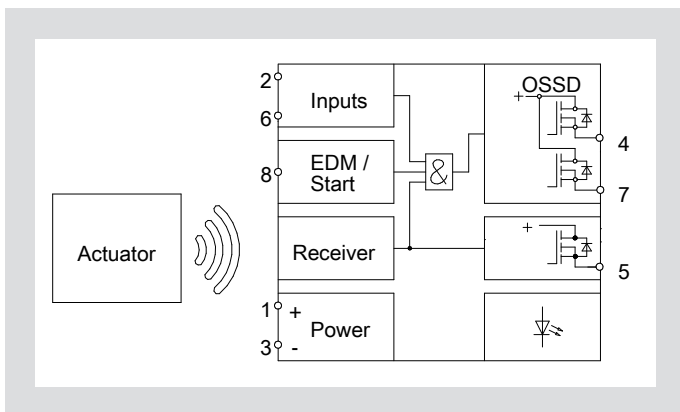 2
Inputs
6
OSSD
+
4
7
8
EDM /
Start
&
Actuator
Receiver
+
5
1
+
Power
3
-